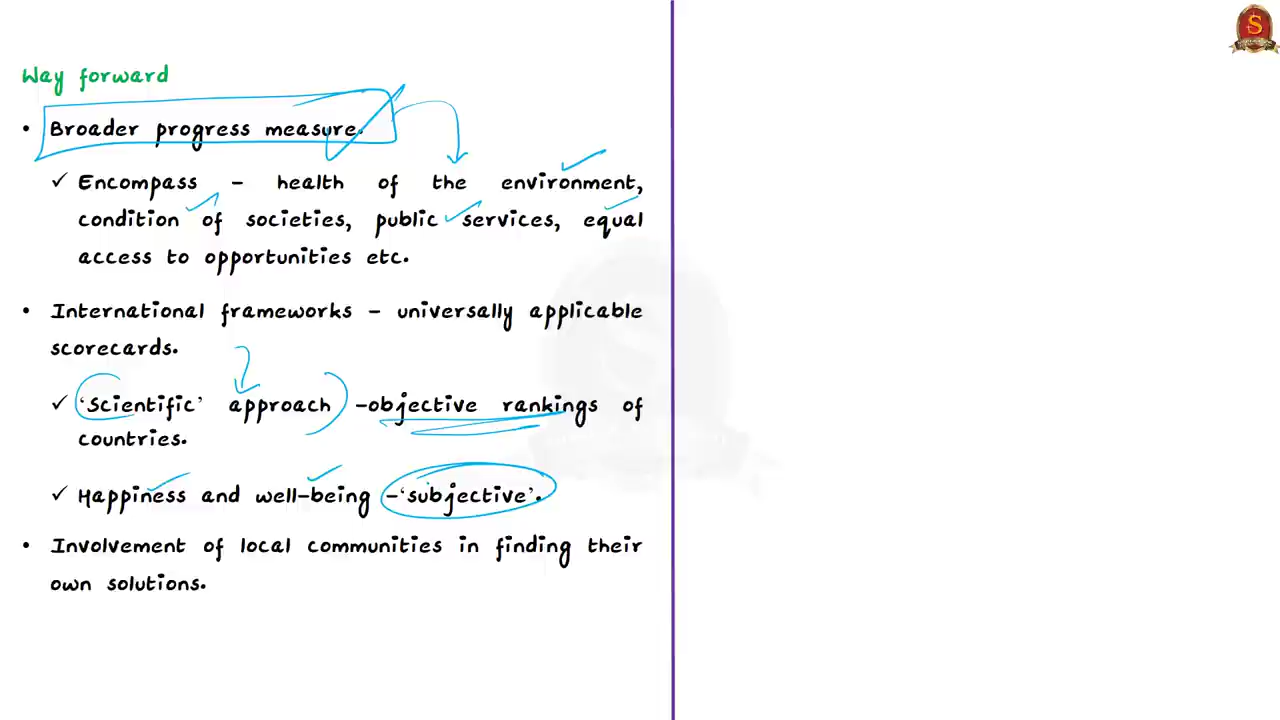 Way forward
• Broader progress measure.
✓ Encompass – health of the environment,
condition of societies, public services, equal
access to opportunities etc.
• International frameworks – universally applicable
scorecards.
✓ ‘Scientific’ approach –objective rankings of
countries.
✓ Happiness and well-being –‘subjective’.
• Involvement of local communities in finding their
own solutions.
S